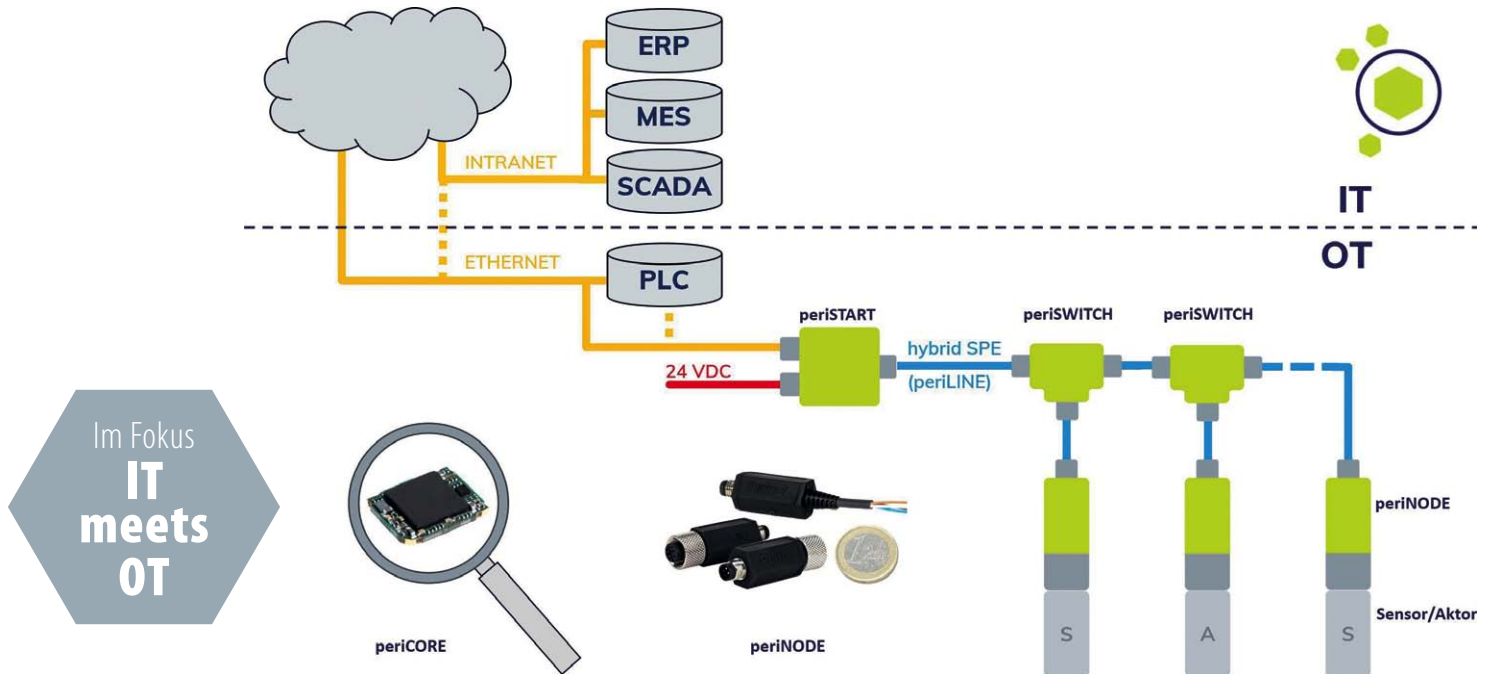 ERP
MES
INTRANET
SCADA
IT
OT
ETHERNET
PLC
periSTART
periSWITCH
periSWITCH
hybrid SPE
(periLINE)
24 VDC
Im Fokus
IT
meets
OT
periNODE
Sensor/Aktor
S
A
S
periCORE
periNODE